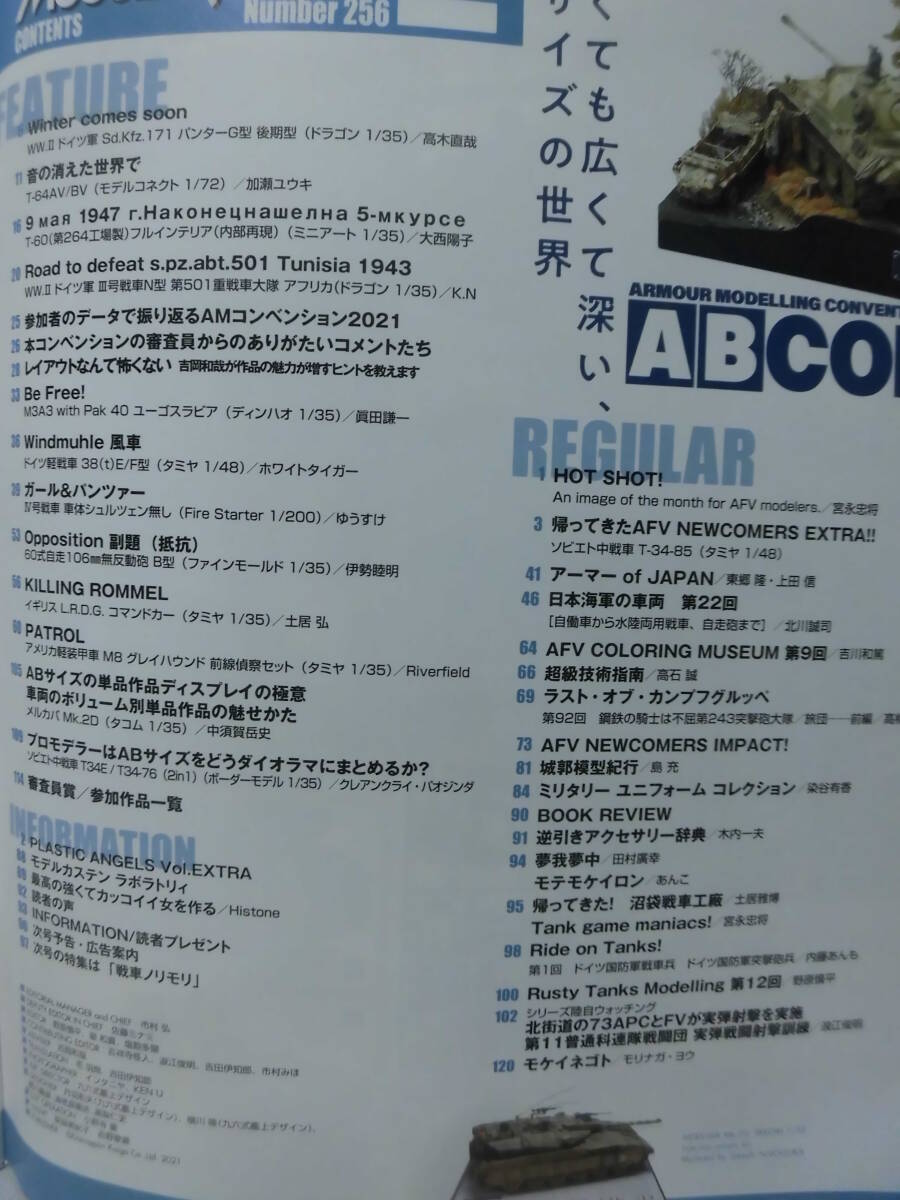 CONTENTS
Number 256
くても広くて深い、
サイズの世界
FEATURE
Winter comes soon
WW.II ドイツ軍 Sd.Kfz.171 パンターG型 後期型（ドラゴン 1/35）／高木直哉
11 音の消えた世界で
T-64AV/BV（モデルコネクト 1/72）／加瀬ユウキ
16 9 мая 1947 г.Наконецнашелна 5-мкурсе
T-60(第264工場製)フルインテリア(内部再現)（ミニアート 1/35）／大西陽子
20 Road to defeat s.pz.abt.501 Tunisia 1943
WW.II ドイツ軍 III号戦車N型 第501重戦車大隊 アフリカ(ドラゴン 1/35)／K.N
25 参加者のデータで振り返るAMコンベンション2021
26 本コンベンションの審査員からのありがたいコメントたち
28 レイアウトなんて怖くない 吉岡和哉が作品の魅力が増すヒントを教えます
33 Be Free!
M3A3 with Pak 40 ユーゴスラビア（ディンハオ 1/35）／眞田謙一
36 Windmuhle 風車
ドイツ軽戦車 38(t)E/F型（タミヤ 1/48）／ホワイトタイガー
39 ガール&パンツァー
IV号戦車 車体シュルツェン無し（Fire Starter 1/200）／ゆうすけ
53 Opposition 副題（抵抗）
60式自走106㎜無反動砲 B型（ファインモールド 1/35）／伊勢睦明
56 KILLING ROMMEL
イギリス L.R.D.G. コマンドカー（タミヤ 1/35）／土居 弘
60 PATROL
アメリカ軽装甲車 M8 グレイハウンド 前線偵察セット（タミヤ 1/35）／Riverfield
105 ABサイズの単品作品ディスプレイの極意
車両のボリューム別単品作品の魅せかた
メルカバ Mk.2D（タコム 1/35）／中須賀岳史
109 プロモデラーはABサイズをどうダイオラマにまとめるか?
ソビエト中戦車 T34E / T34-76（2in1）（ボーダーモデル 1/35）／クレアンクライ・パオジンダ
114 審査員賞／参加作品一覧
INFORMATION
2 PLASTIC ANGELS Vol.EXTRA
88 モデルカステン ラボラトリィ
89 最高の強くてカッコイイ女を作る／Histone
92 読者の声
93 INFORMATION/読者プレゼント
96 次号予告・広告案内
97 次号の特集は「戦車ノリモリ」
EDITORIAL MANAGER and CHIEF 市村 弘
ARMOUR MODELLING CONVENT
ABCO
REGULAR
1 HOT SHOT!
An image of the month for AFV modelers.／宮永忠将
3 帰ってきたAFV NEWCOMERS EXTRA!!
ソビエト中戦車 T-34-85（タミヤ 1/48）
41 アーマー of JAPAN／東郷 隆・上田 信
46 日本海軍の車両 第22回
［自働車から水陸両用戦車、自走砲まで］／北川誠司
64 AFV COLORING MUSEUM 第9回／吉川和篤
66 超級技術指南／高石 誠
69 ラスト・オブ・カンプフグルッペ
第92回 鋼鉄の騎士は不屈第243突撃砲大隊／旅団──前編／高
73 AFV NEWCOMERS IMPACT!
81 城郭模型紀行／島 充
84 ミリタリー ユニフォーム コレクション／染谷有香
90 BOOK REVIEW
91 逆引きアクセサリー辞典／木内一夫
94 夢我夢中／田村廣幸
モテモケイロン／あんこ
95 帰ってきた! 沼袋戦車工廠／土居雅博
Tank game maniacs!／宮永忠将
98 Ride on Tanks!
第1回 ドイツ国防軍戦車兵 ドイツ国防軍突撃砲兵／内藤あんも
100 Rusty Tanks Modelling 第12回／野原慎平
102 シリーズ陸自ウォッチング
北街道の73APCとFVが実弾射撃を実施
第11普通科連隊戦闘団 実弾戦闘射撃訓練／浪江俊明
120 モケイネゴト／モリナガ・ヨウ